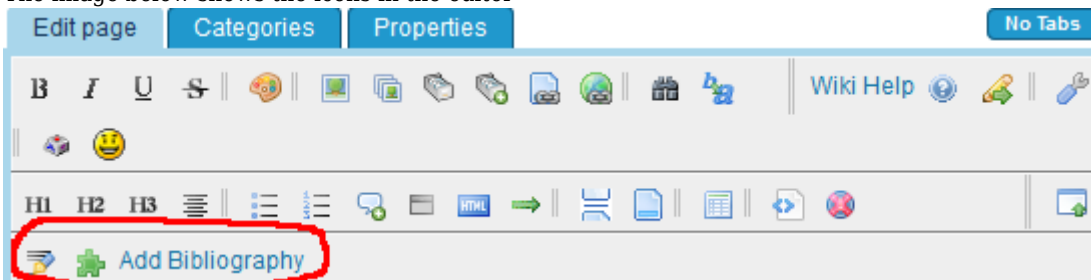 The image below shows the icons in the editor
Edit page Categories Properties No Tabs
B I U S Wiki Help
H1 H2 H3 HTML
Add Bibliography